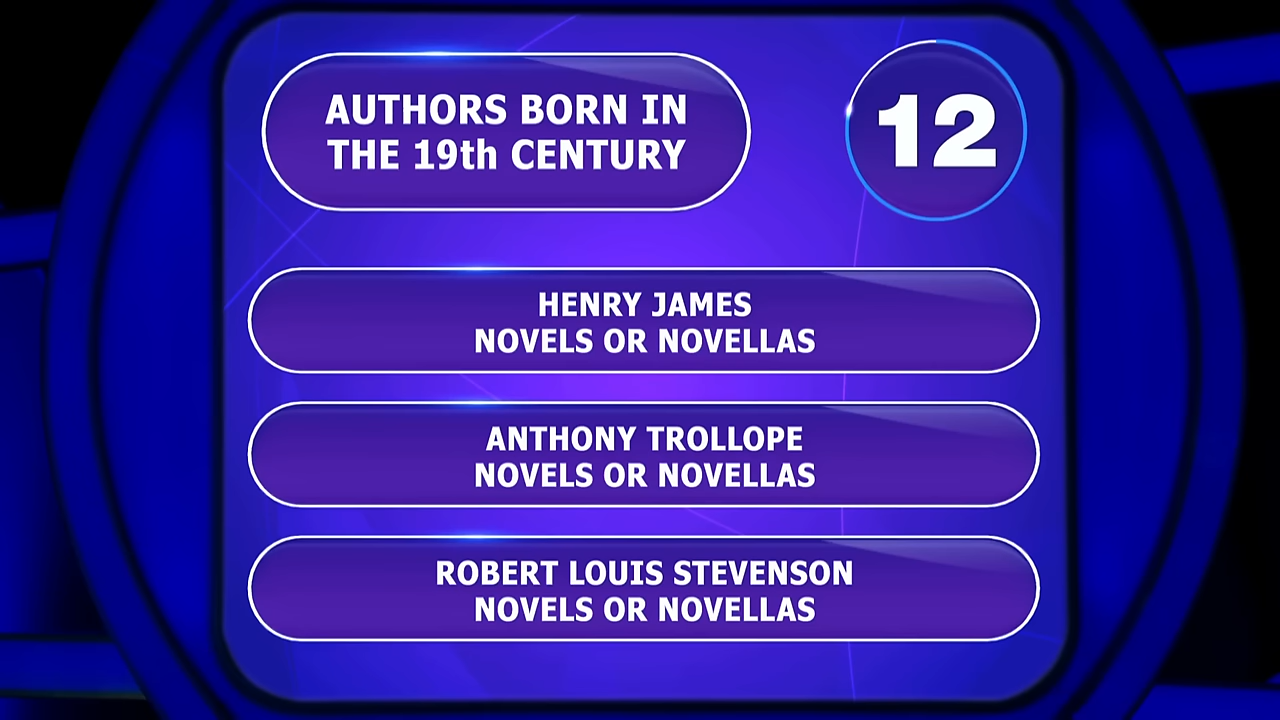 AUTHORS BORN IN
THE 19th CENTURY
12
HENRY JAMES
NOVELS OR NOVELLAS
ANTHONY TROLLOPE
NOVELS OR NOVELLAS
ROBERT LOUIS STEVENSON
NOVELS OR NOVELLAS